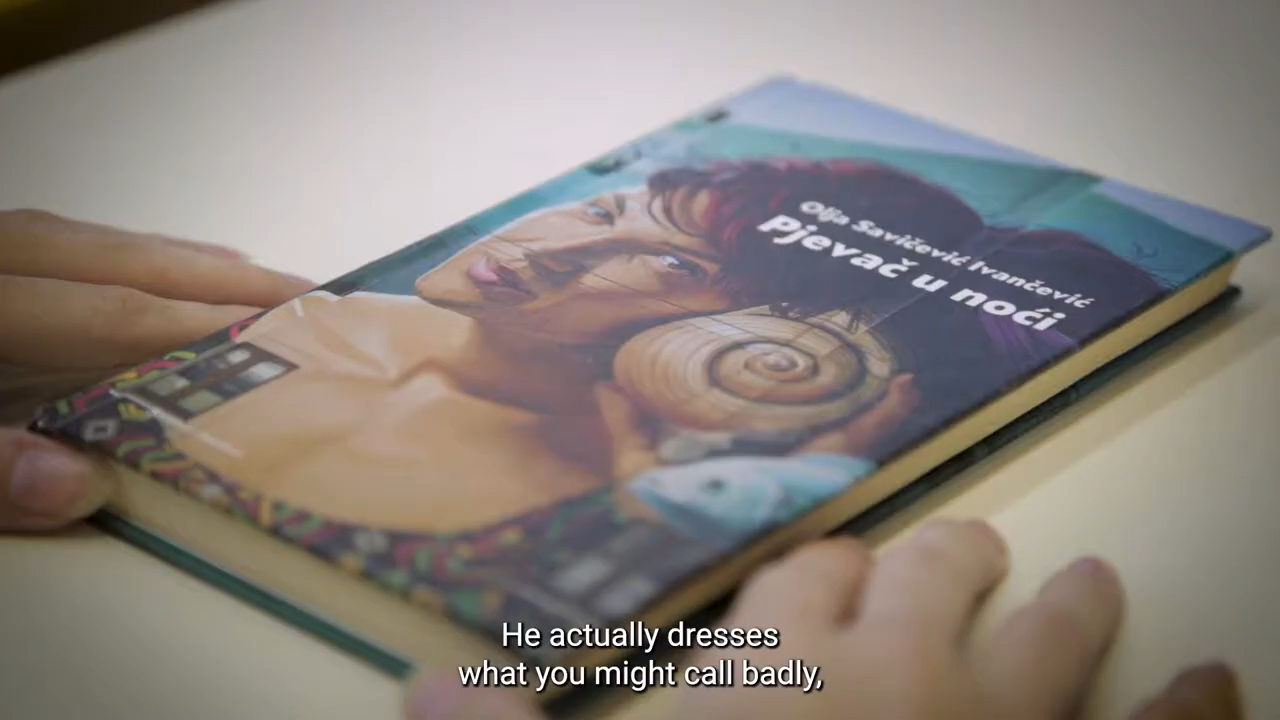 Olja Savičević Ivančević
Pjevač u noći
He actually dresses
what you might call badly,